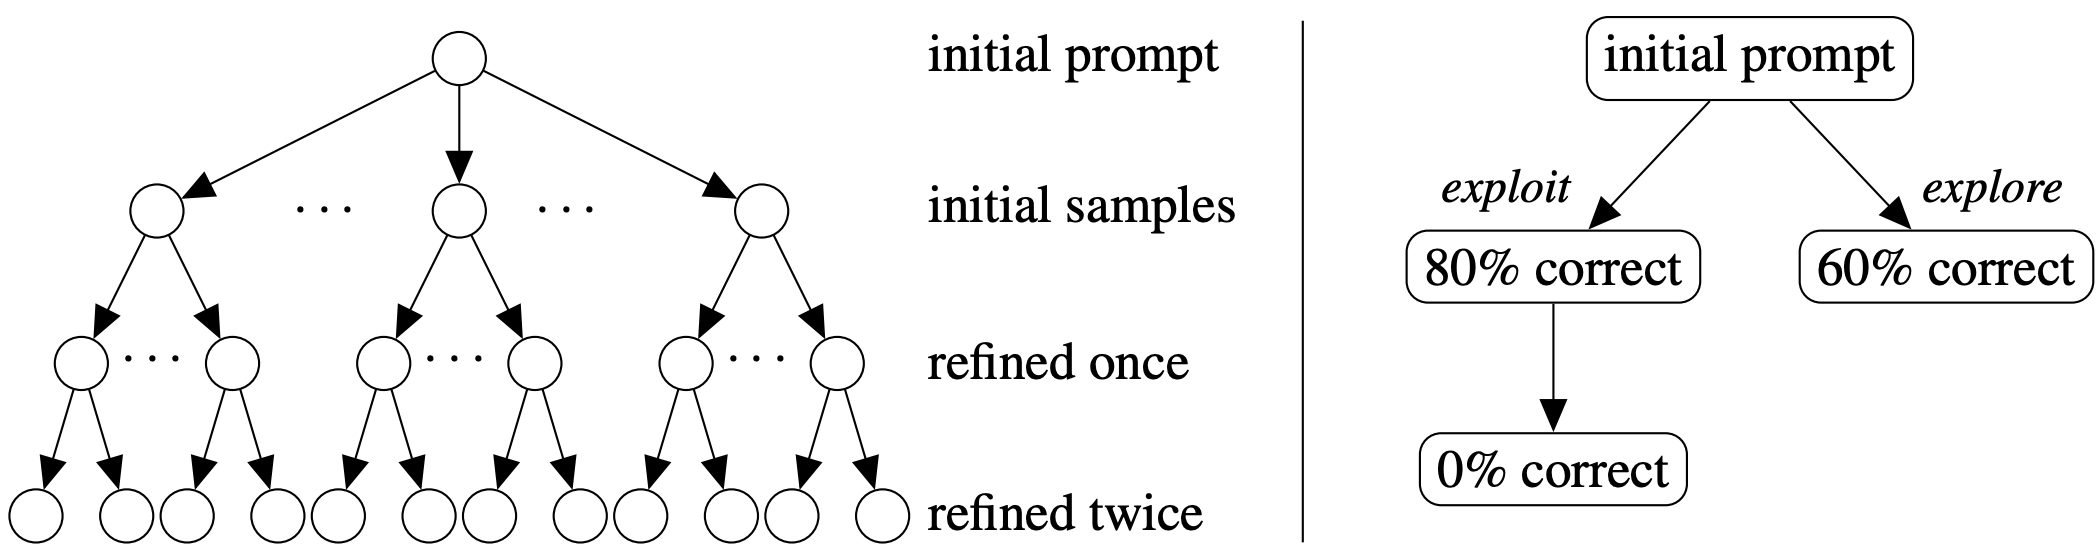 initial prompt
. . .
. . .
initial samples
. . .
. . .
. . .
refined once
refined twice
initial prompt
exploit
explore
80% correct
60% correct
0% correct